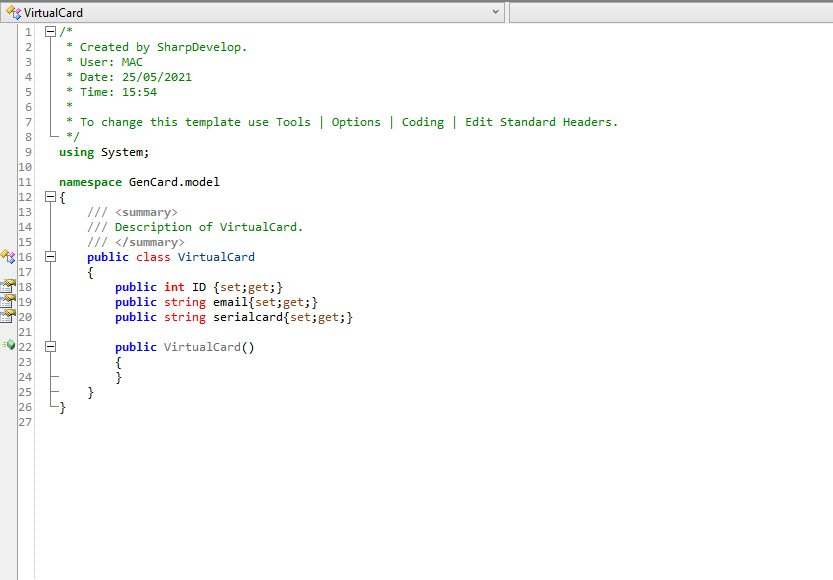 VirtualCard
1 /*
2  * Created by SharpDevelop.
3  * User: MAC
4  * Date: 25/05/2021
5  * Time: 15:54
6  *
7  * To change this template use Tools | Options | Coding | Edit Standard Headers.
8  */
9 using System;
10
11 namespace GenCard.model
12 {
13     /// <summary>
14     /// Description of VirtualCard.
15     /// </summary>
16     public class VirtualCard
17     {
18         public int ID {set;get;}
19         public string email{set;get;}
20         public string serialcard{set;get;}
21
22         public VirtualCard()
23         {
24         }
25     }
26 }
27